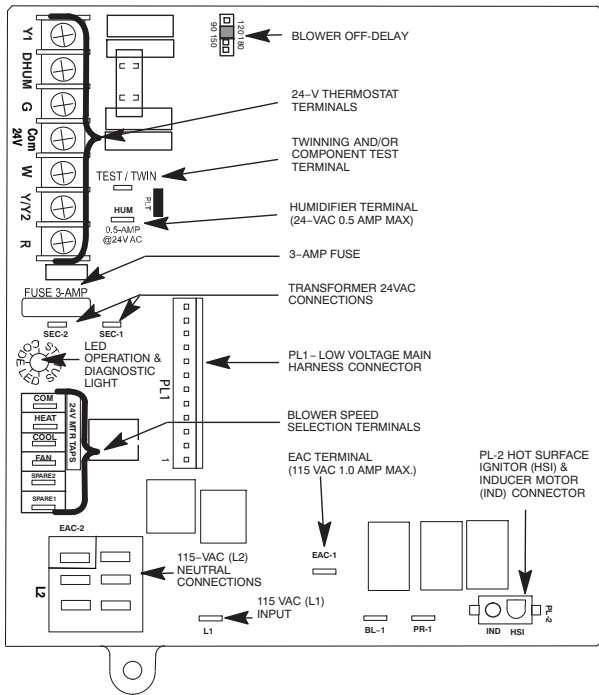 BLOWER OFF-DELAY
120
180
90
150
Y1
DHUM
G
Com
24V
W
Y/Y2
R
24-V THERMOSTAT
TERMINALS
TWINNING AND/OR
COMPONENT TEST
TERMINAL
TEST / TWIN
PLT
HUM
0.5-AMP
@24VAC
HUMIDIFIER TERMINAL
(24-VAC 0.5 AMP MAX)
3-AMP FUSE
FUSE 3-AMP
TRANSFORMER 24VAC
CONNECTIONS
SEC-2
SEC-1
LED
OPERATION &
DIAGNOSTIC
LIGHT
STATUS
CODE LED
PL1
1
PL1- LOW VOLTAGE MAIN
HARNESS CONNECTOR
COM
HEAT
COOL
FAN
SPARE2
SPARE1
24V MTR TAPS
BLOWER SPEED
SELECTION TERMINALS
EAC TERMINAL
(115 VAC 1.0 AMP MAX.)
PL-2 HOT SURFACE
IGNITOR (HSI) &
INDUCER MOTOR
(IND) CONNECTOR
EAC-2
L2
115-VAC (L2)
NEUTRAL
CONNECTIONS
EAC-1
115 VAC (L1)
INPUT
L1
BL-1
PR-1
IND
HSI
PL-2